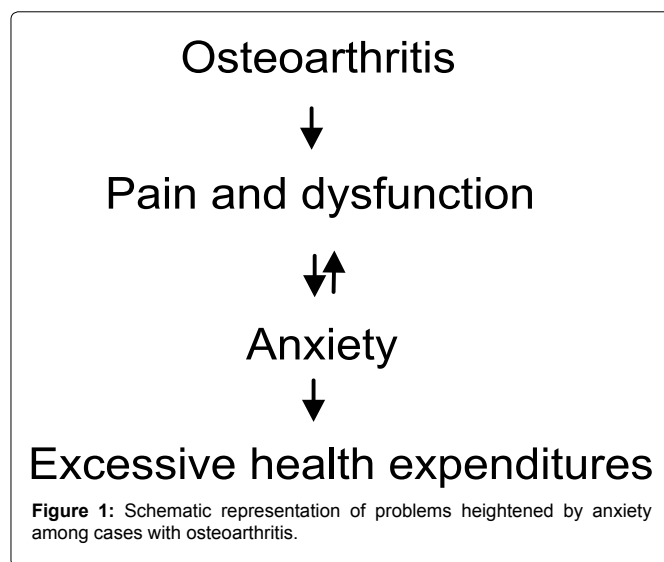 Osteoarthritis
Pain and dysfunction
Anxiety
Excessive health expenditures
Figure 1: Schematic representation of problems heightened by anxiety
among cases with osteoarthritis.